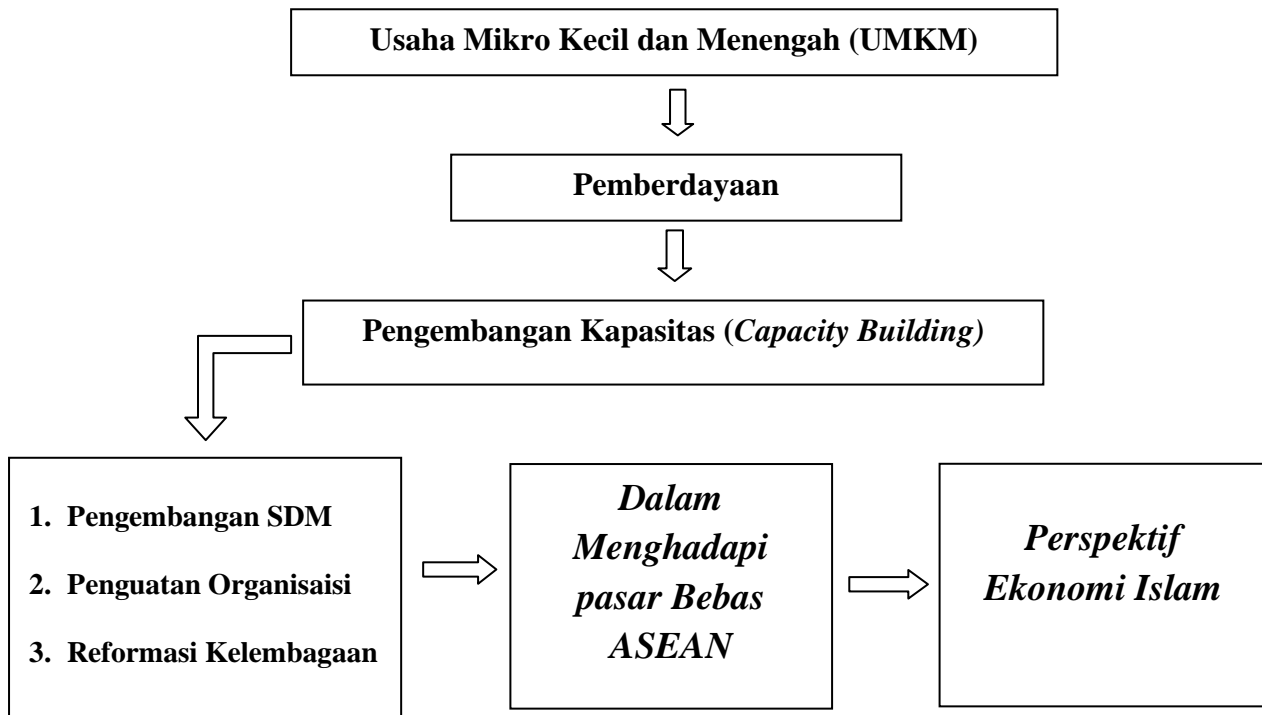 Usaha Mikro Kecil dan Menengah (UMKM)
Pemberdayaan
Pengembangan Kapasitas (Capacity Building)
1. Pengembangan SDM
2. Penguatan Organisaisi
3. Reformasi Kelembagaan
Dalam
Menghadapi
pasar Bebas
ASEAN
Perspektif
Ekonomi Islam